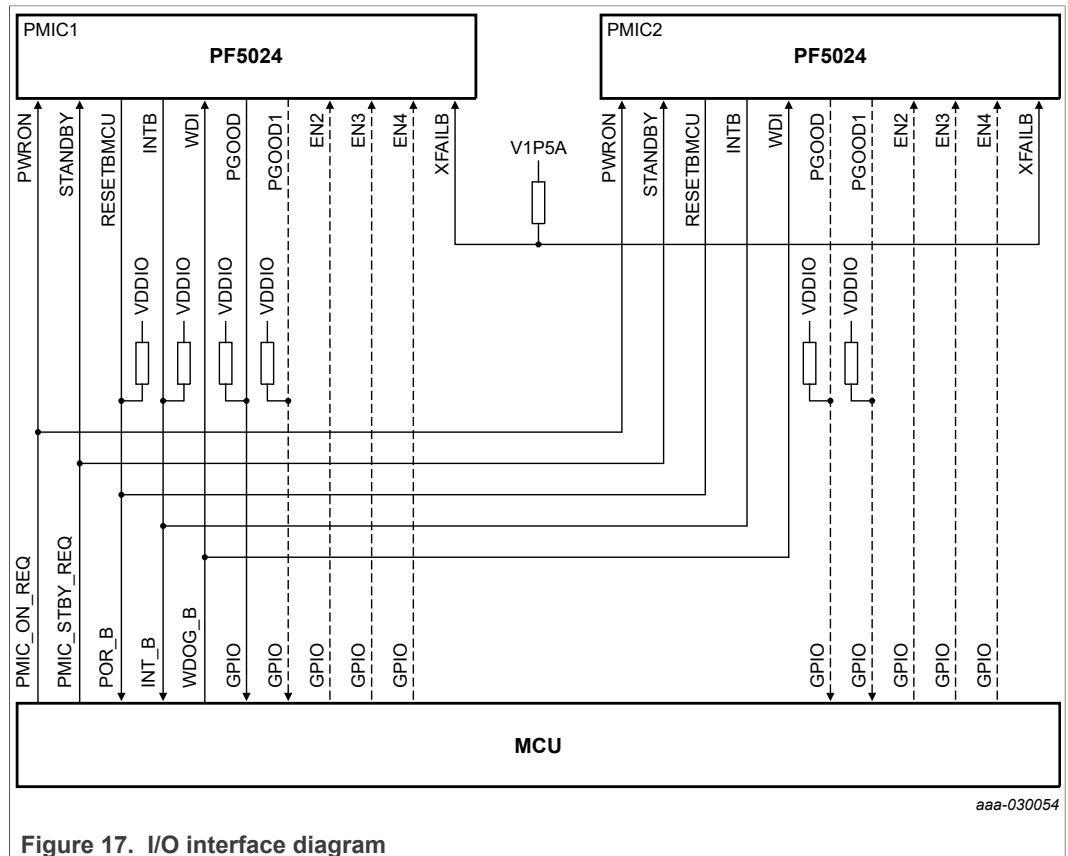 PMIC1
PF5024
PMIC2
PF5024
PWRON
STANDBY
RESETBMCU
INTB
WDI
PGOOD
PGOOD1
EN2
EN3
EN4
XFAILB
V1P5A
PWRON
STANDBY
RESETBMCU
INTB
WDI
PGOOD
PGOOD1
EN2
EN3
EN4
XFAILB
VDDIO
VDDIO
VDDIO
VDDIO
VDDIO
VDDIO
PMIC_ON_REQ
PMIC_STBY_REQ
POR_B
INT_B
WDOG_B
GPIO
GPIO
GPIO
GPIO
GPIO
GPIO
GPIO
GPIO
GPIO
GPIO
MCU
aaa-030054
Figure 17. I/O interface diagram